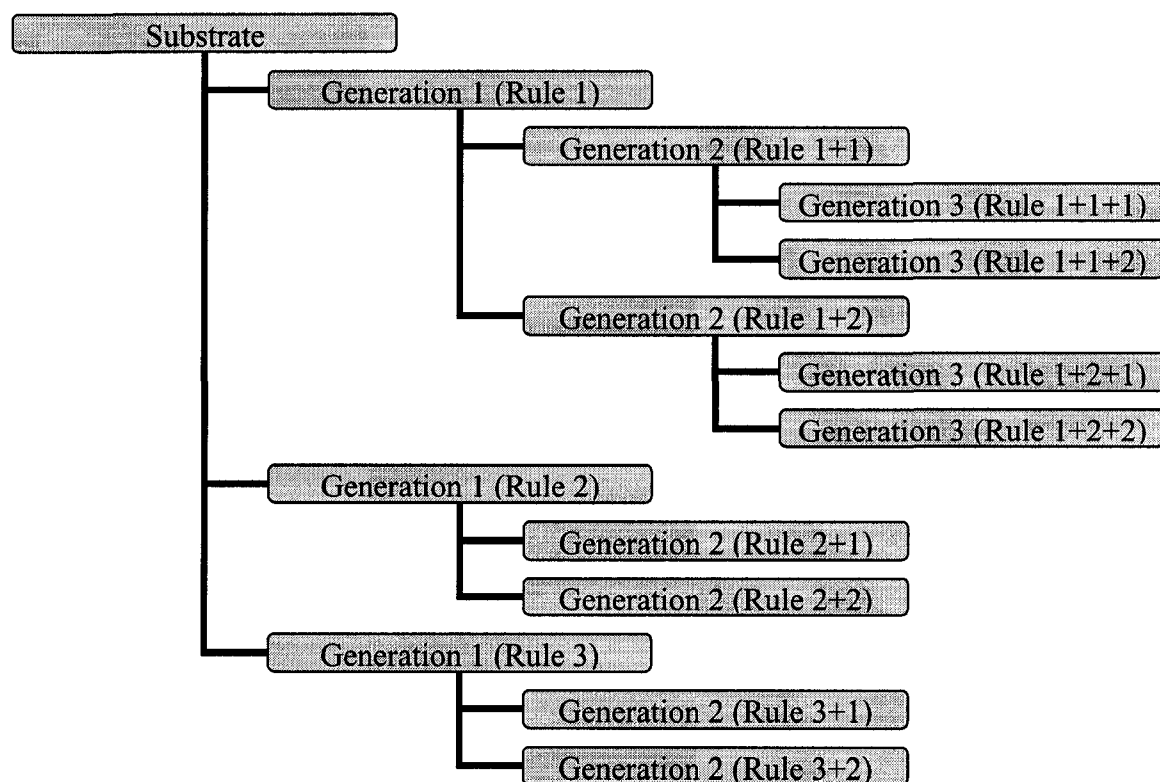 Substrate
Generation 1 (Rule 1)
Generation 2 (Rule 1+1)
Generation 3 (Rule 1+1+1)
Generation 3 (Rule 1+1+2)
Generation 2 (Rule 1+2)
Generation 3 (Rule 1+2+1)
Generation 3 (Rule 1+2+2)
Generation 1 (Rule 2)
Generation 2 (Rule 2+1)
Generation 2 (Rule 2+2)
Generation 1 (Rule 3)
Generation 2 (Rule 3+1)
Generation 2 (Rule 3+2)